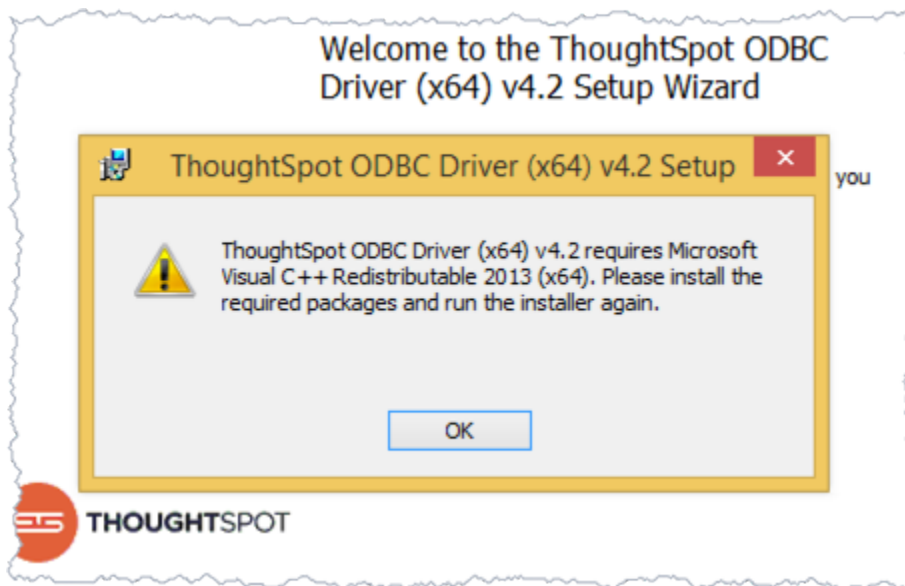 Welcome to the ThoughtSpot ODBC
Driver (x64) v4.2 Setup Wizard
ThoughtSpot ODBC Driver (x64) v4.2 Setup
you
ThoughtSpot ODBC Driver (x64) v4.2 requires Microsoft
Visual C++ Redistributable 2013 (x64). Please install the
required packages and run the installer again.
OK
THOUGHTSPOT